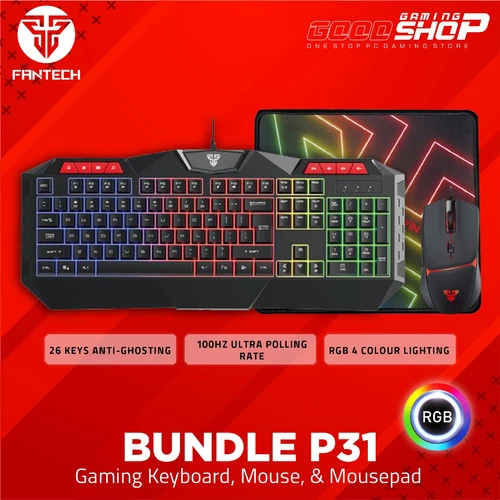 FANTECH
GAMING
GOOD SHOP
ONE STOP PC GAMING STORE
26 KEYS ANTI-GHOSTING
100HZ ULTRA POLLING
RATE
RGB 4 COLOUR LIGHTING
RGB
BUNDLE P31
Gaming Keyboard, Mouse, & Mousepad